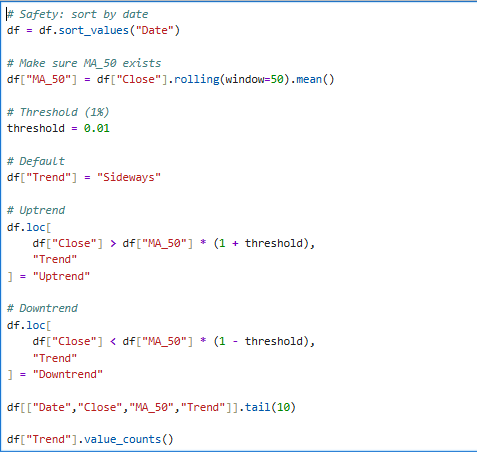 # Safety: sort by date
df = df.sort_values("Date")
# Make sure MA_50 exists
df["MA_50"] = df["Close"].rolling(window=50).mean()
# Threshold (1%)
threshold = 0.01
# Default
df["Trend"] = "Sideways"
# Uptrend
df.loc[
    df["Close"] > df["MA_50"] * (1 + threshold),
    "Trend"
] = "Uptrend"
# Downtrend
df.loc[
    df["Close"] < df["MA_50"] * (1 - threshold),
    "Trend"
] = "Downtrend"
df[["Date","Close","MA_50","Trend"]].tail(10)
df["Trend"].value_counts()